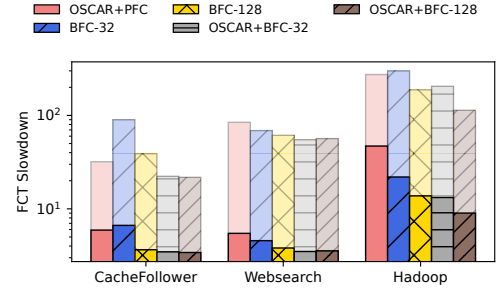 OSCAR+PFC BFC-128 OSCAR+BFC-128
BFC-32 OSCAR+BFC-32
FCT Slowdown
10²
10¹
CacheFollower Websearch Hadoop